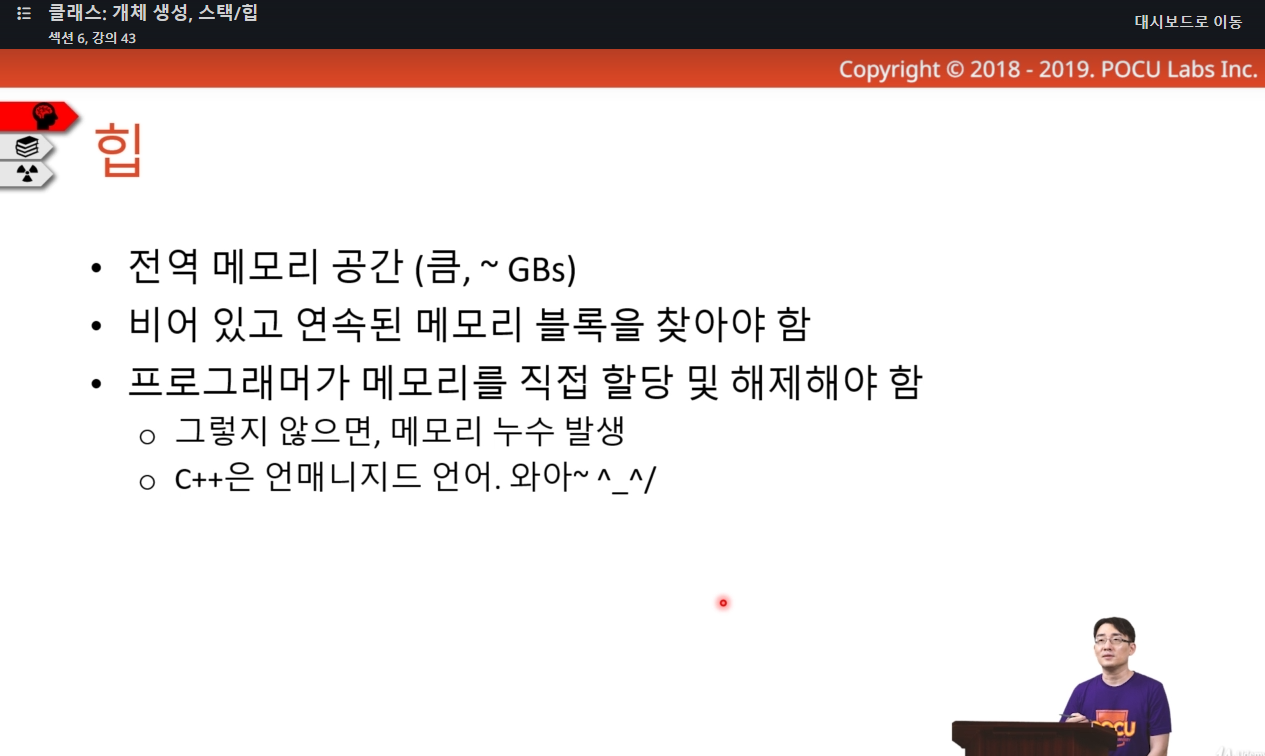 클래스: 개체 생성, 스택/힙
섹션 6, 강의 43
대시보드로 이동
Copyright © 2018 - 2019. POCU Labs Inc.
힙
• 전역 메모리 공간 (큼, ~ GBs)
• 비어 있고 연속된 메모리 블록을 찾아야 함
• 프로그래머가 메모리를 직접 할당 및 해제해야 함
o 그렇지 않으면, 메모리 누수 발생
o C++은 언매니지드 언어. 와아~ ^_^/
POCU